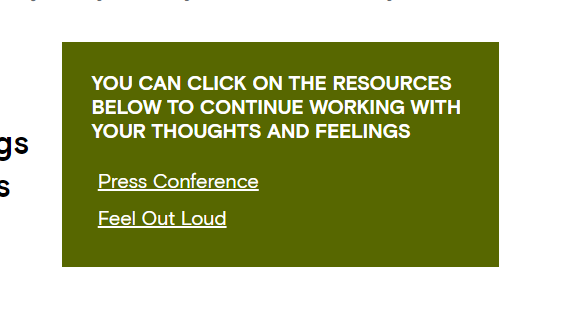 YOU CAN CLICK ON THE RESOURCES
BELOW TO CONTINUE WORKING WITH
YOUR THOUGHTS AND FEELINGS
gs
s
Press Conference
Feel Out Loud